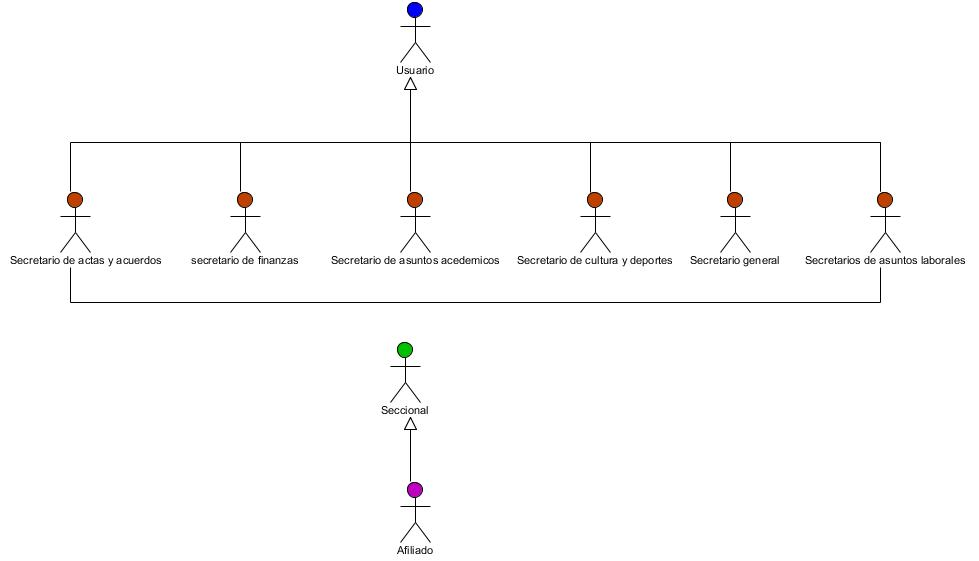 Usuario
Secretario de actas y acuerdos
secretario de finanzas
Secretario de asuntos acedemicos
Secretario de cultura y deportes
Secretario general
Secretarios de asuntos laborales
Seccional
Afiliado